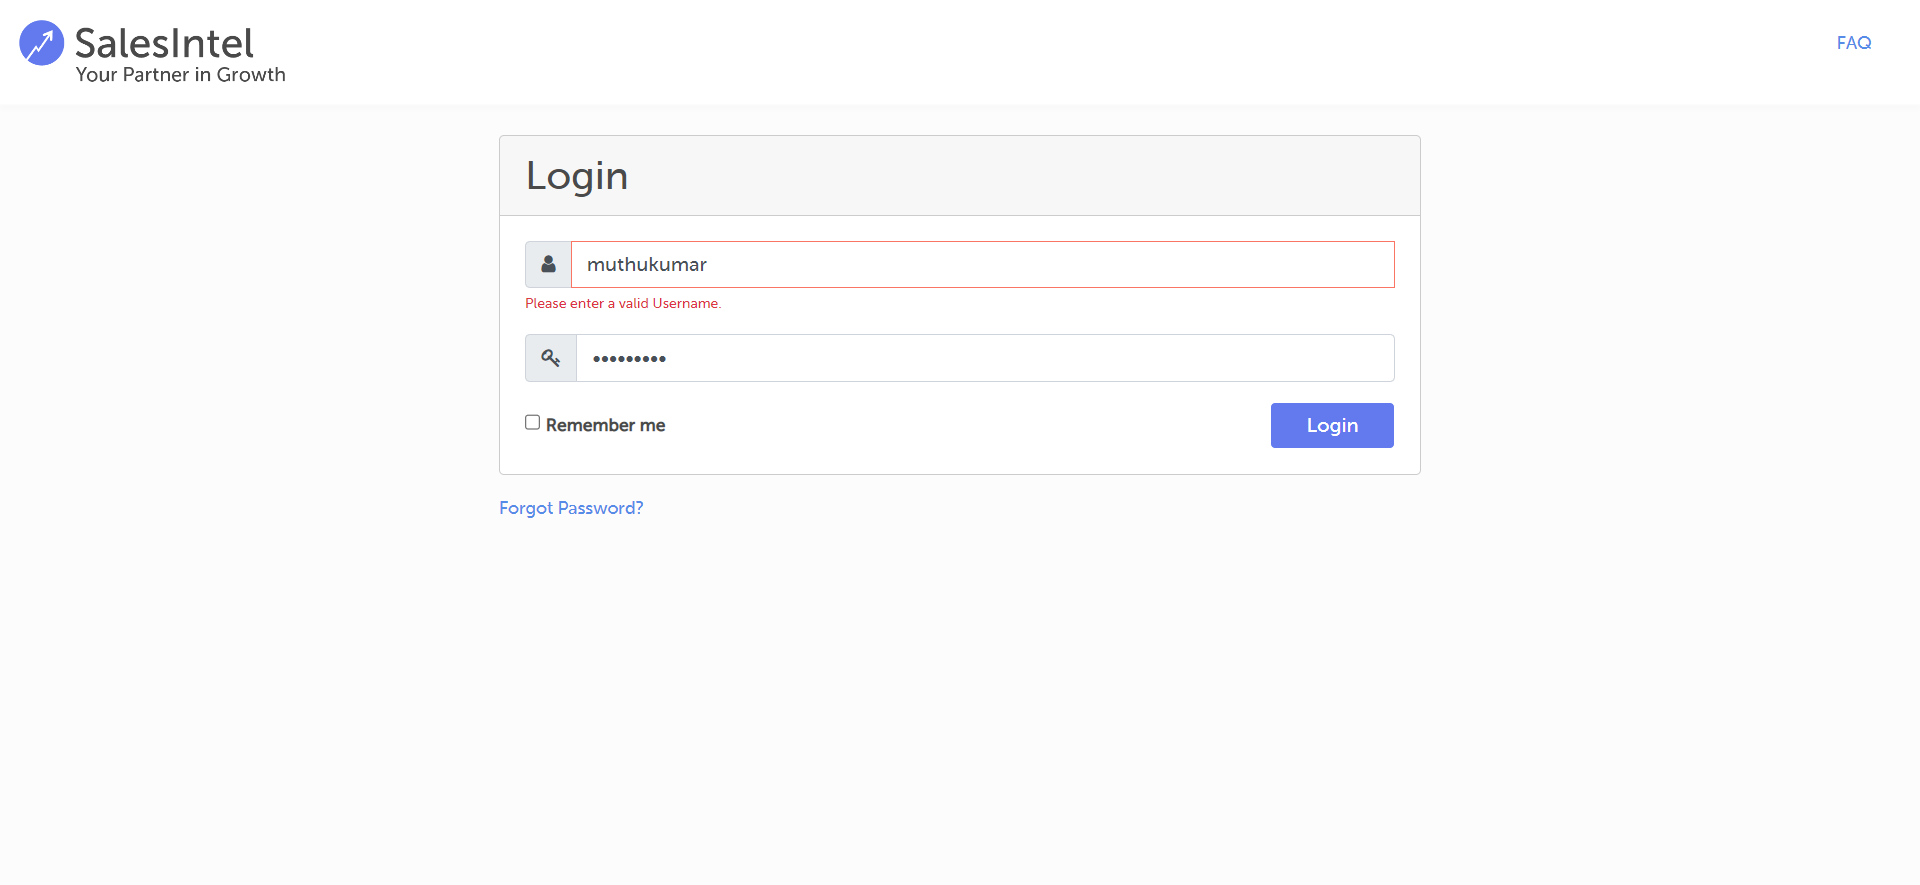 SalesIntel
Your Partner in Growth
FAQ
Login
muthukumar
Please enter a valid Username.
•••••••••
Remember me
Login
Forgot Password?